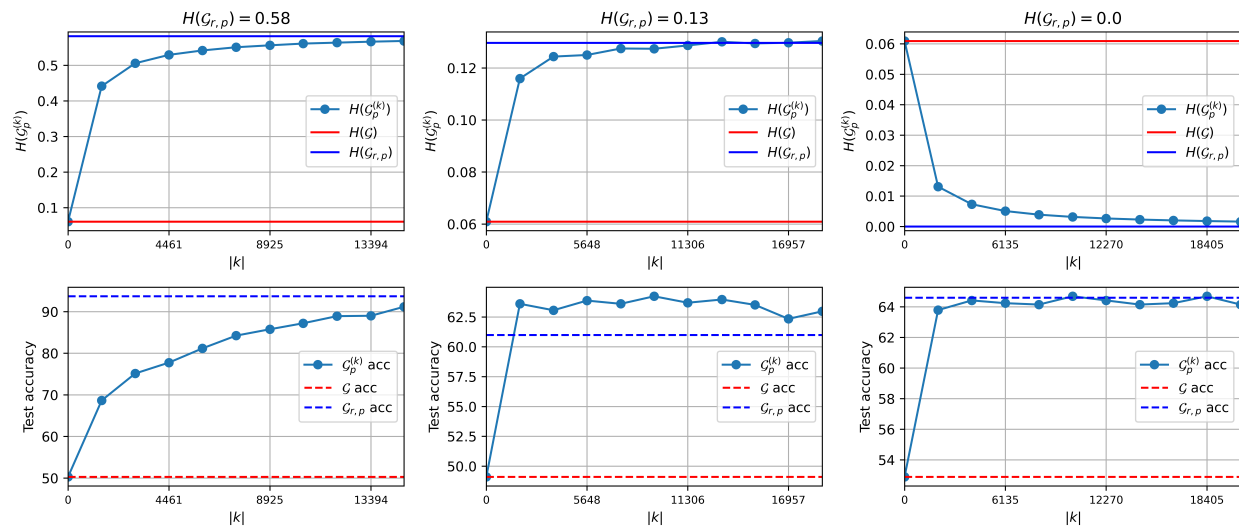 H(𝒢_{r,p}) = 0.58
H(𝒢_p^{(k)})
0.5
0.4
0.3
0.2
0.1
H(𝒢_p^{(k)})
H(𝒢)
H(𝒢_{r,p})
0
4461
8925
13394
|k|
H(𝒢_{r,p}) = 0.13
H(𝒢_p^{(k)})
0.12
0.10
0.08
0.06
H(𝒢_p^{(k)})
H(𝒢)
H(𝒢_{r,p})
0
5648
11306
16957
|k|
H(𝒢_{r,p}) = 0.0
H(𝒢_p^{(k)})
0.06
0.05
0.04
0.03
0.02
0.01
0.00
H(𝒢_p^{(k)})
H(𝒢)
H(𝒢_{r,p})
0
6135
12270
18405
|k|
Test accuracy
90
80
70
60
50
𝒢_p^{(k)} acc
𝒢 acc
𝒢_{r,p} acc
0
4461
8925
13394
|k|
Test accuracy
62.5
60.0
57.5
55.0
52.5
50.0
𝒢_p^{(k)} acc
𝒢 acc
𝒢_{r,p} acc
0
5648
11306
16957
|k|
Test accuracy
64
62
60
58
56
54
𝒢_p^{(k)} acc
𝒢 acc
𝒢_{r,p} acc
0
6135
12270
18405
|k|